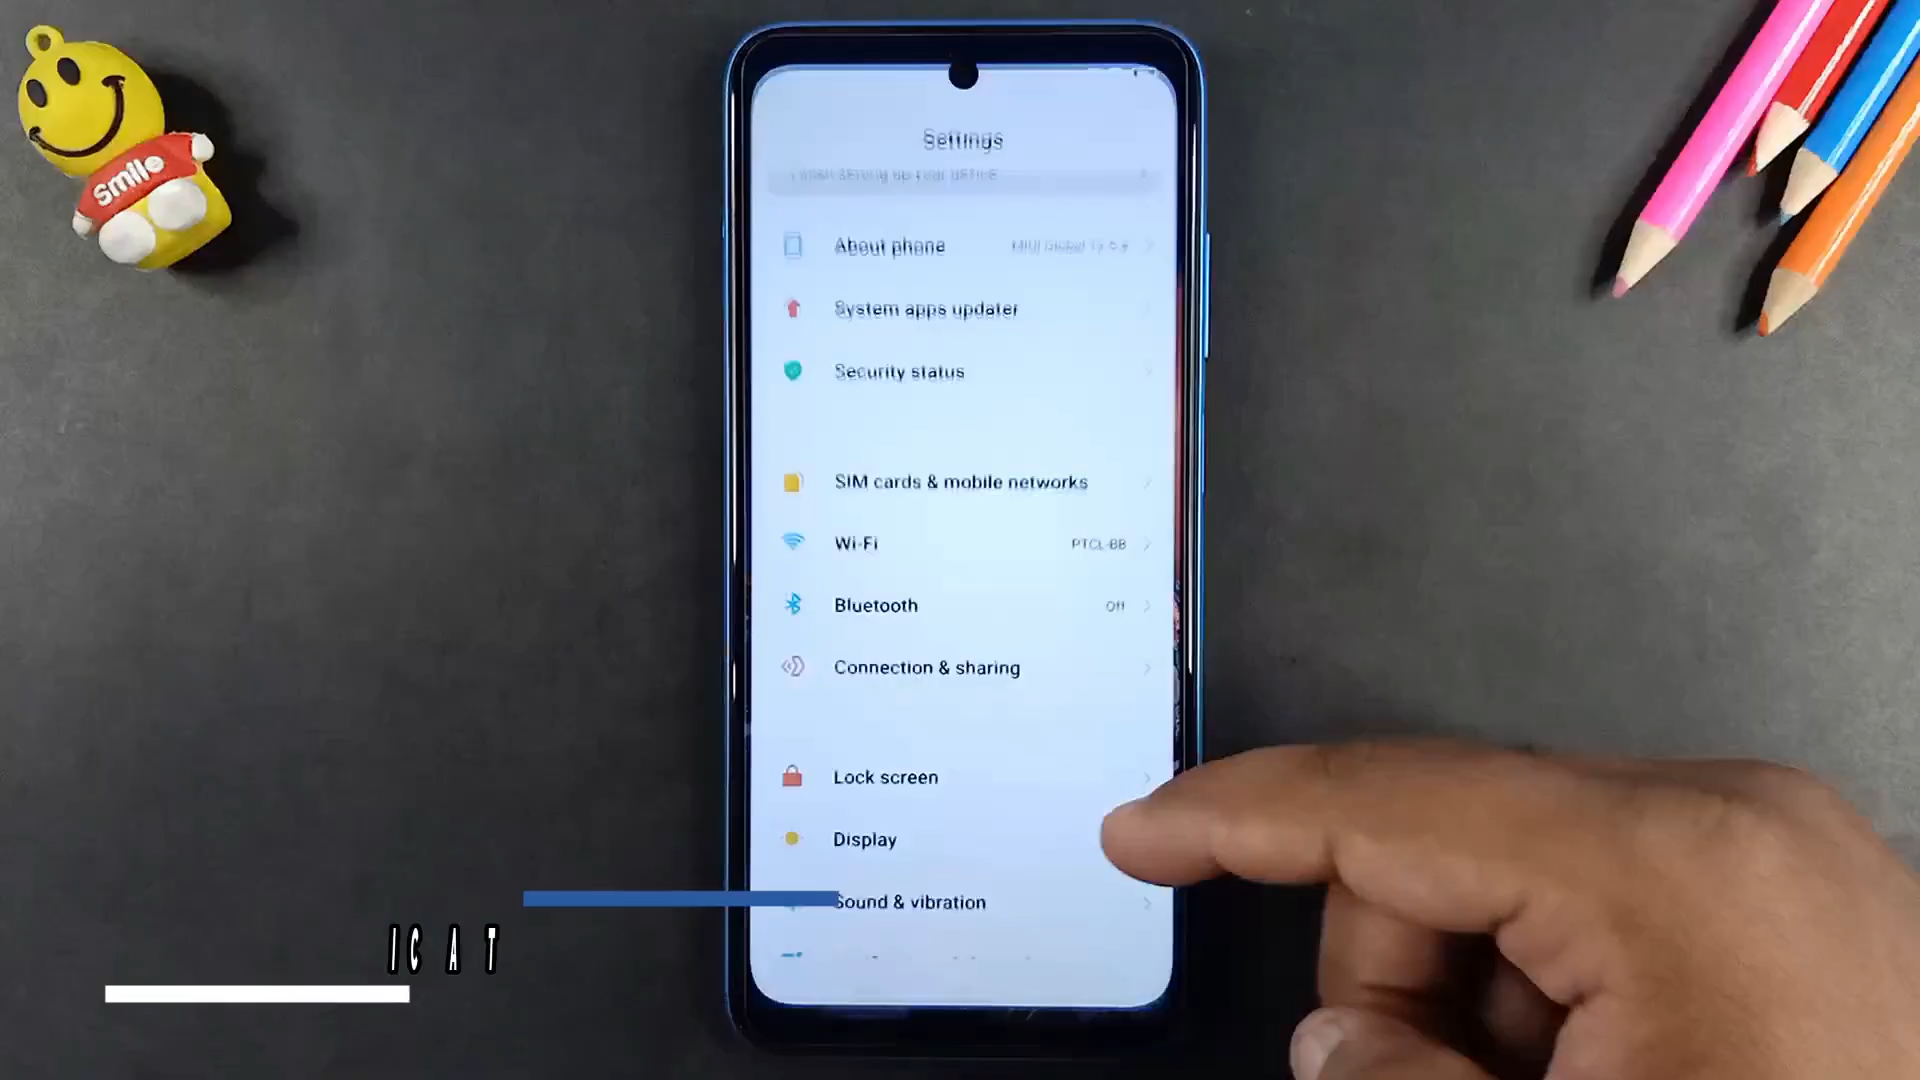 smile
Settings
About phone
System apps updater
Security status
SIM cards & mobile networks
Wi-Fi PTCL-BB
Bluetooth Off
Connection & sharing
Lock screen
Display
Sound & vibration
ICAT